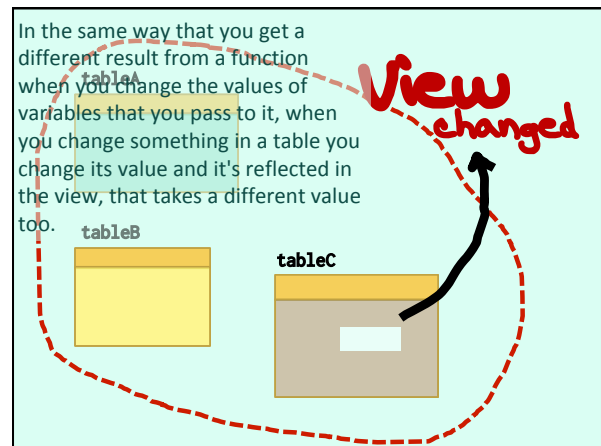 In the same way that you get a
different result from a function
when you change the values of
variables that you pass to it, when
you change something in a table you
change its value and it's reflected in
the view, that takes a different value
too.
View
changed
tableA
tableB
tableC